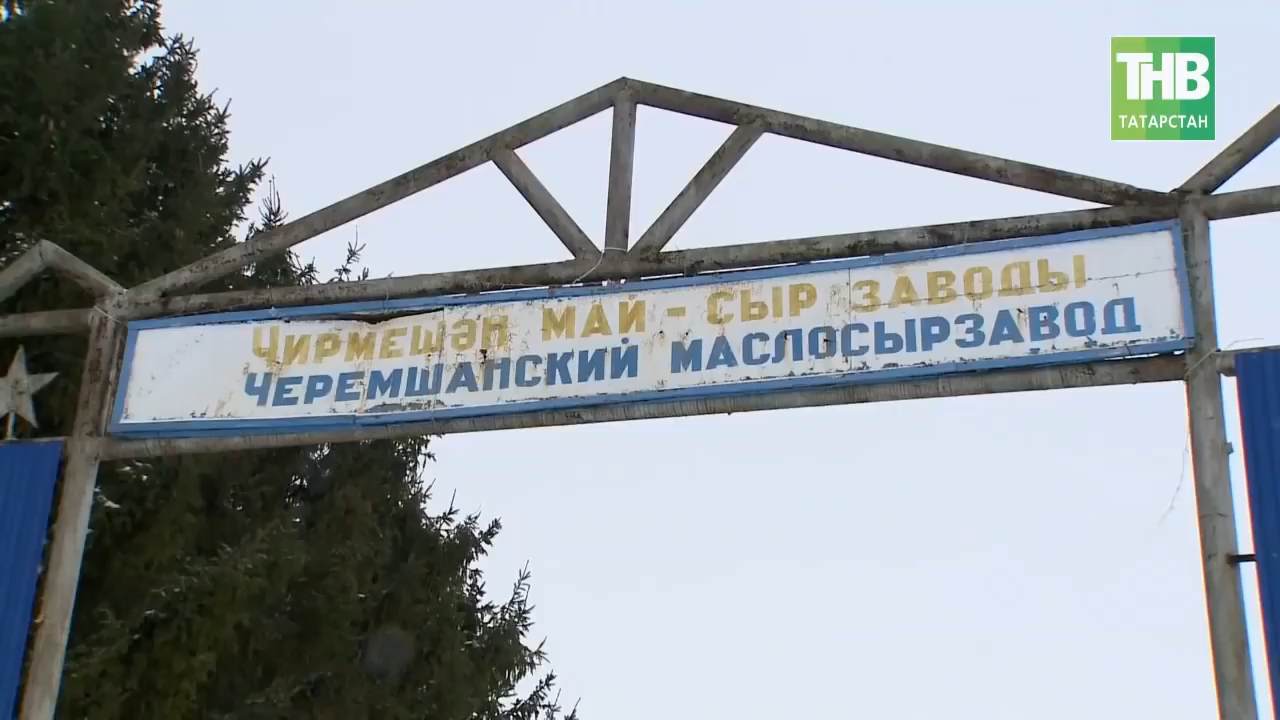 ТНВ
ТАТАРСТАН
ЧИРМЕШӘН МАЙ - СЫР ЗАВОДЫ
ЧЕРЕМШАНСКИЙ МАСЛОСЫРЗАВОД